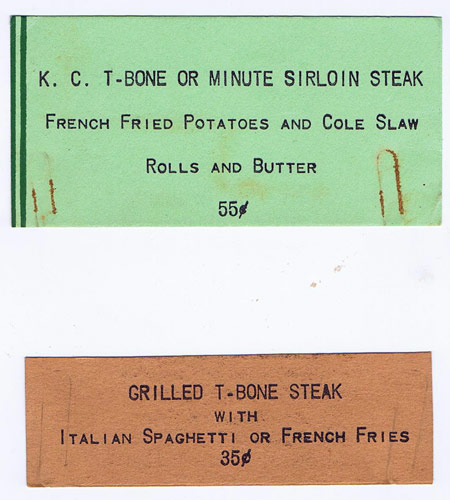 K. C. T-BONE OR MINUTE SIRLOIN STEAK
FRENCH FRIED POTATOES AND COLE SLAW
ROLLS AND BUTTER
55¢
GRILLED T-BONE STEAK
WITH
ITALIAN SPAGHETTI OR FRENCH FRIES
35¢